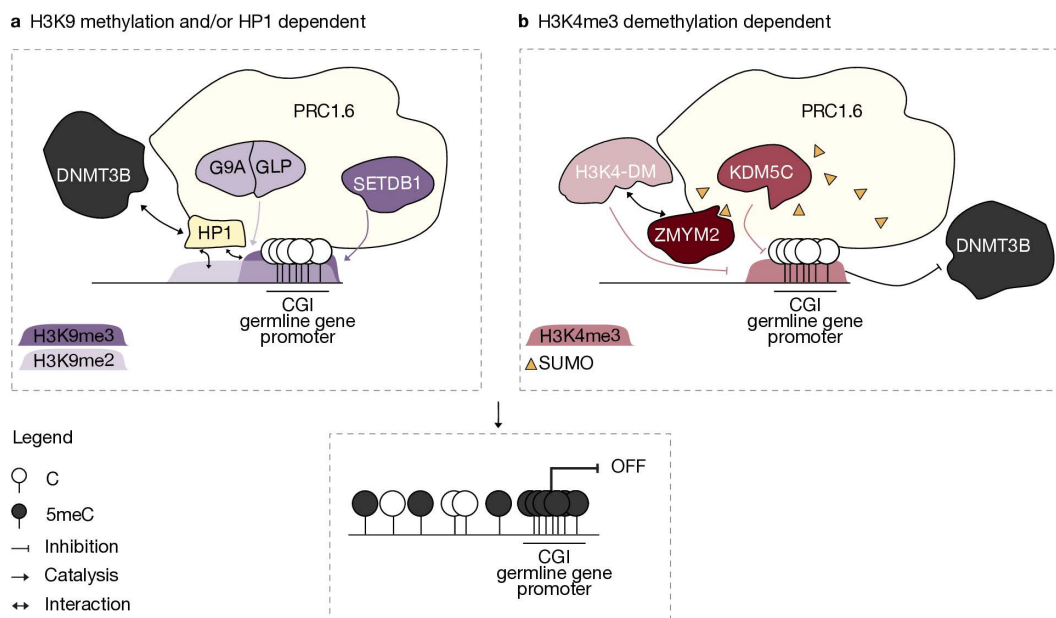 a H3K9 methylation and/or HP1 dependent
PRC1.6
DNMT3B
G9A
GLP
SETDB1
HP1
CGI
germline gene
promoter
H3K9me3
H3K9me2
b H3K4me3 demethylation dependent
PRC1.6
H3K4-DM
KDM5C
ZMYM2
DNMT3B
CGI
germline gene
promoter
H3K4me3
SUMO
Legend
C
5meC
Inhibition
Catalysis
Interaction
OFF
CGI
germline gene
promoter